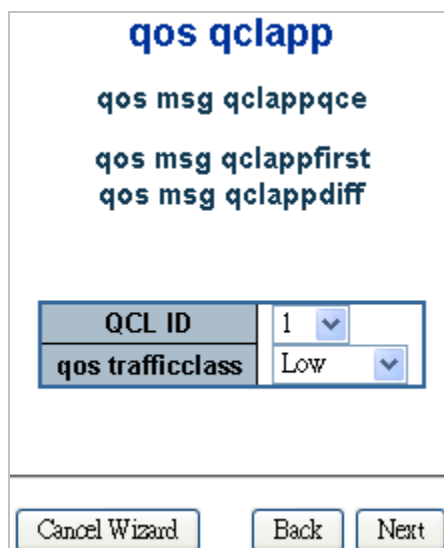 qos qclapp
qos msg qclappqce
qos msg qclappfirst
qos msg qclappdiff
QCL ID 1
qos trafficclass Low
Cancel Wizard Back Next